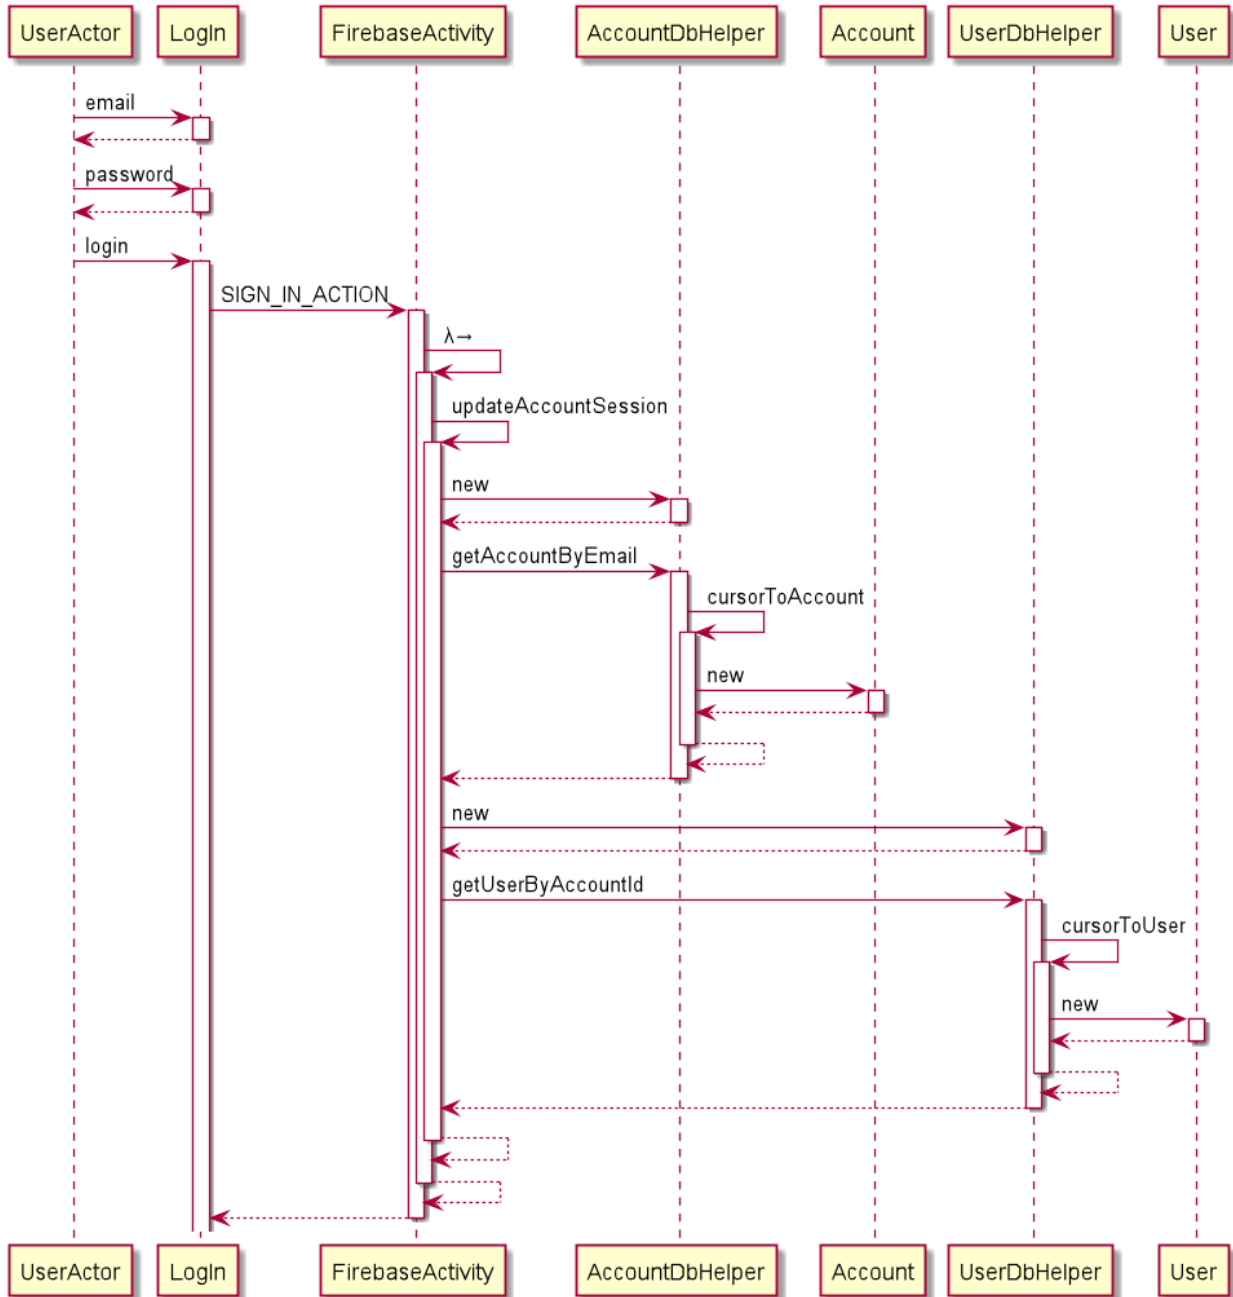 UserActor
LogIn
FirebaseActivity
AccountDbHelper
Account
UserDbHelper
User
email
password
login
SIGN_IN_ACTION
λ→
updateAccountSession
new
getAccountByEmail
cursorToAccount
new
new
getUserByAccountId
cursorToUser
new
UserActor
LogIn
FirebaseActivity
AccountDbHelper
Account
UserDbHelper
User